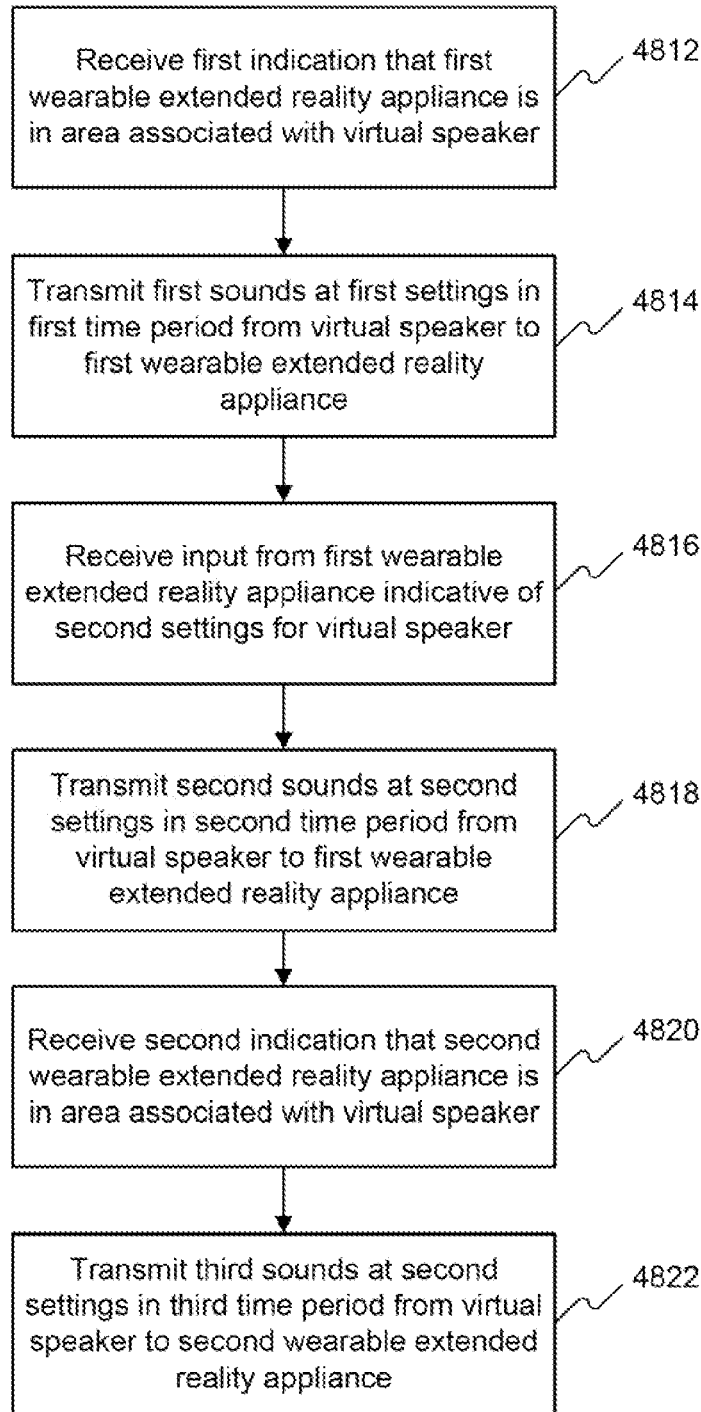 Receive first indication that first
wearable extended reality appliance is
in area associated with virtual speaker
4812
Transmit first sounds at first settings in
first time period from virtual speaker to
first wearable extended reality
appliance
4814
Receive input from first wearable
extended reality appliance indicative of
second settings for virtual speaker
4816
Transmit second sounds at second
settings in second time period from
virtual speaker to first wearable
extended reality appliance
4818
Receive second indication that second
wearable extended reality appliance is
in area associated with virtual speaker
4820
Transmit third sounds at second
settings in third time period from virtual
speaker to second wearable extended
reality appliance
4822